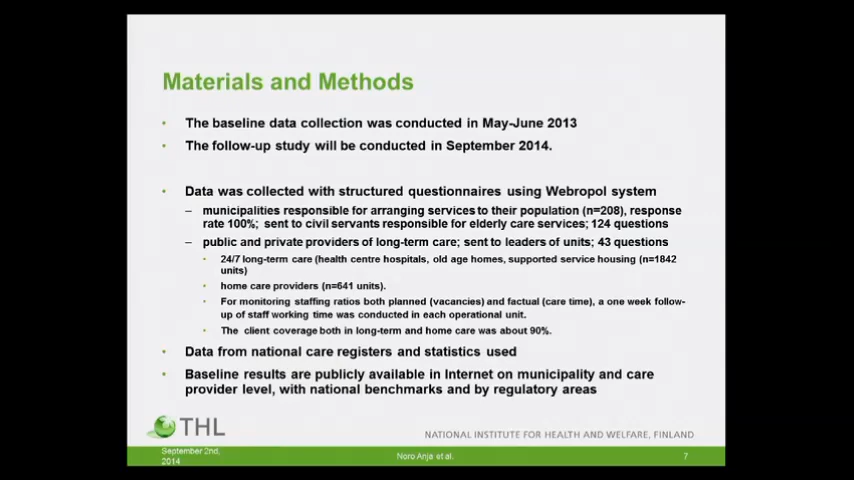 Materials and Methods
• The baseline data collection was conducted in May-June 2013
• The follow-up study will be conducted in September 2014.
• Data was collected with structured questionnaires using Webropol system
– municipalities responsible for arranging services to their population (n=208), response
rate 100%; sent to civil servants responsible for elderly care services; 124 questions
– public and private providers of long-term care; sent to leaders of units; 43 questions
• 24/7 long-term care (health centre hospitals, old age homes, supported service housing (n=1842
units)
• home care providers (n=641 units).
• For monitoring staffing ratios both planned (vacancies) and factual (care time), a one week follow-
up of staff working time was conducted in each operational unit.
• The client coverage both in long-term and home care was about 90%.
• Data from national care registers and statistics used
• Baseline results are publicly available in Internet on municipality and care
provider level, with national benchmarks and by regulatory areas
THL
NATIONAL INSTITUTE FOR HEALTH AND WELFARE, FINLAND
September 2nd,
2014
Noro Anja et al.
7